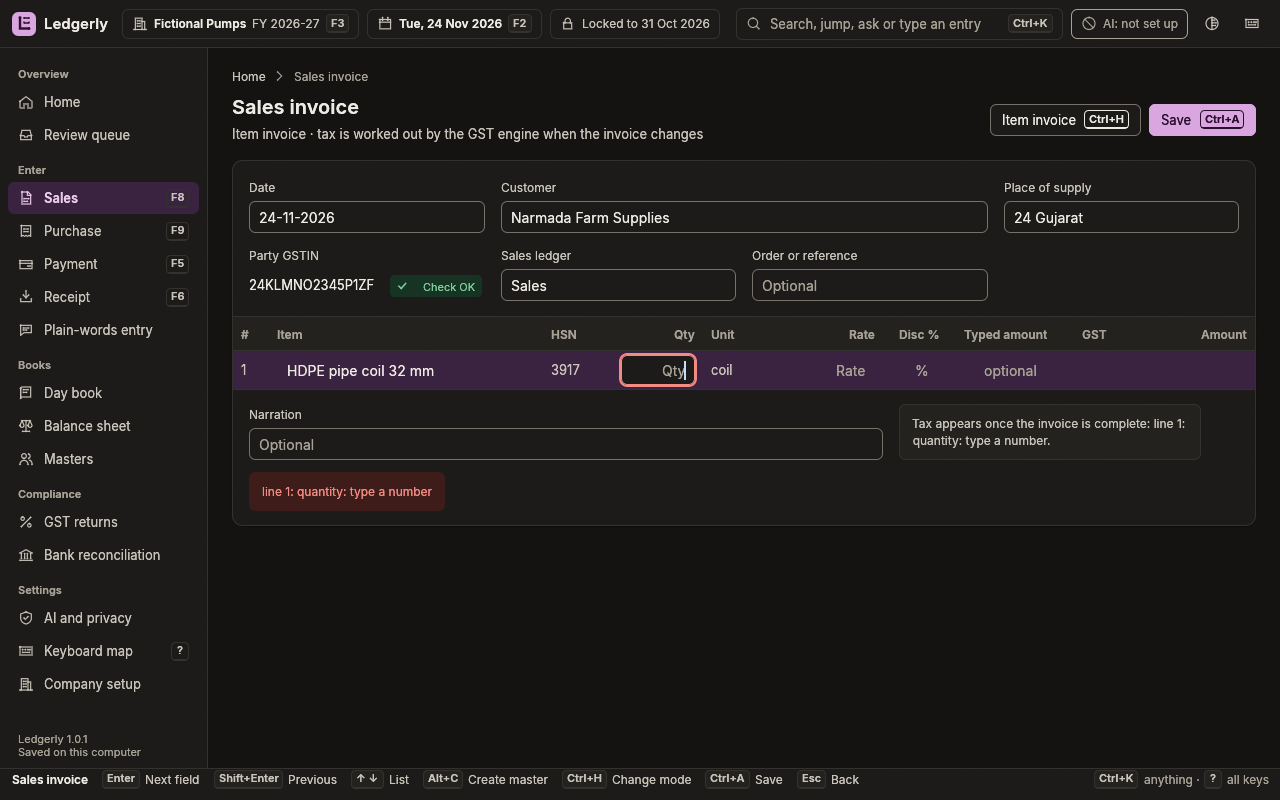 Ledgerly
Fictional Pumps FY 2026-27 F3
Tue, 24 Nov 2026 F2
Locked to 31 Oct 2026
Search, jump, ask or type an entry Ctrl+K
AI: not set up
Overview
Home
Review queue
Enter
Sales F8
Purchase F9
Payment F5
Receipt F6
Plain-words entry
Books
Day book
Balance sheet
Masters
Compliance
GST returns
Bank reconciliation
Settings
AI and privacy
Keyboard map ?
Company setup
Ledgerly 1.0.1
Saved on this computer
Home Sales invoice
Sales invoice
Item invoice · tax is worked out by the GST engine when the invoice changes
Item invoice Ctrl+H
Save Ctrl+A
Date Customer Place of supply
24-11-2026 Narmada Farm Supplies 24 Gujarat
Party GSTIN Sales ledger Order or reference
24KLMNO2345P1ZF Check OK Sales Optional
# Item HSN Qty Unit Rate Disc % Typed amount GST Amount
1 HDPE pipe coil 32 mm 3917 Qty coil Rate % optional
Narration
Optional
Tax appears once the invoice is complete: line 1:
quantity: type a number.
line 1: quantity: type a number
Sales invoice Enter Next field Shift+Enter Previous ↑ ↓ List Alt+C Create master Ctrl+H Change mode Ctrl+A Save Esc Back Ctrl+K anything · ? all keys